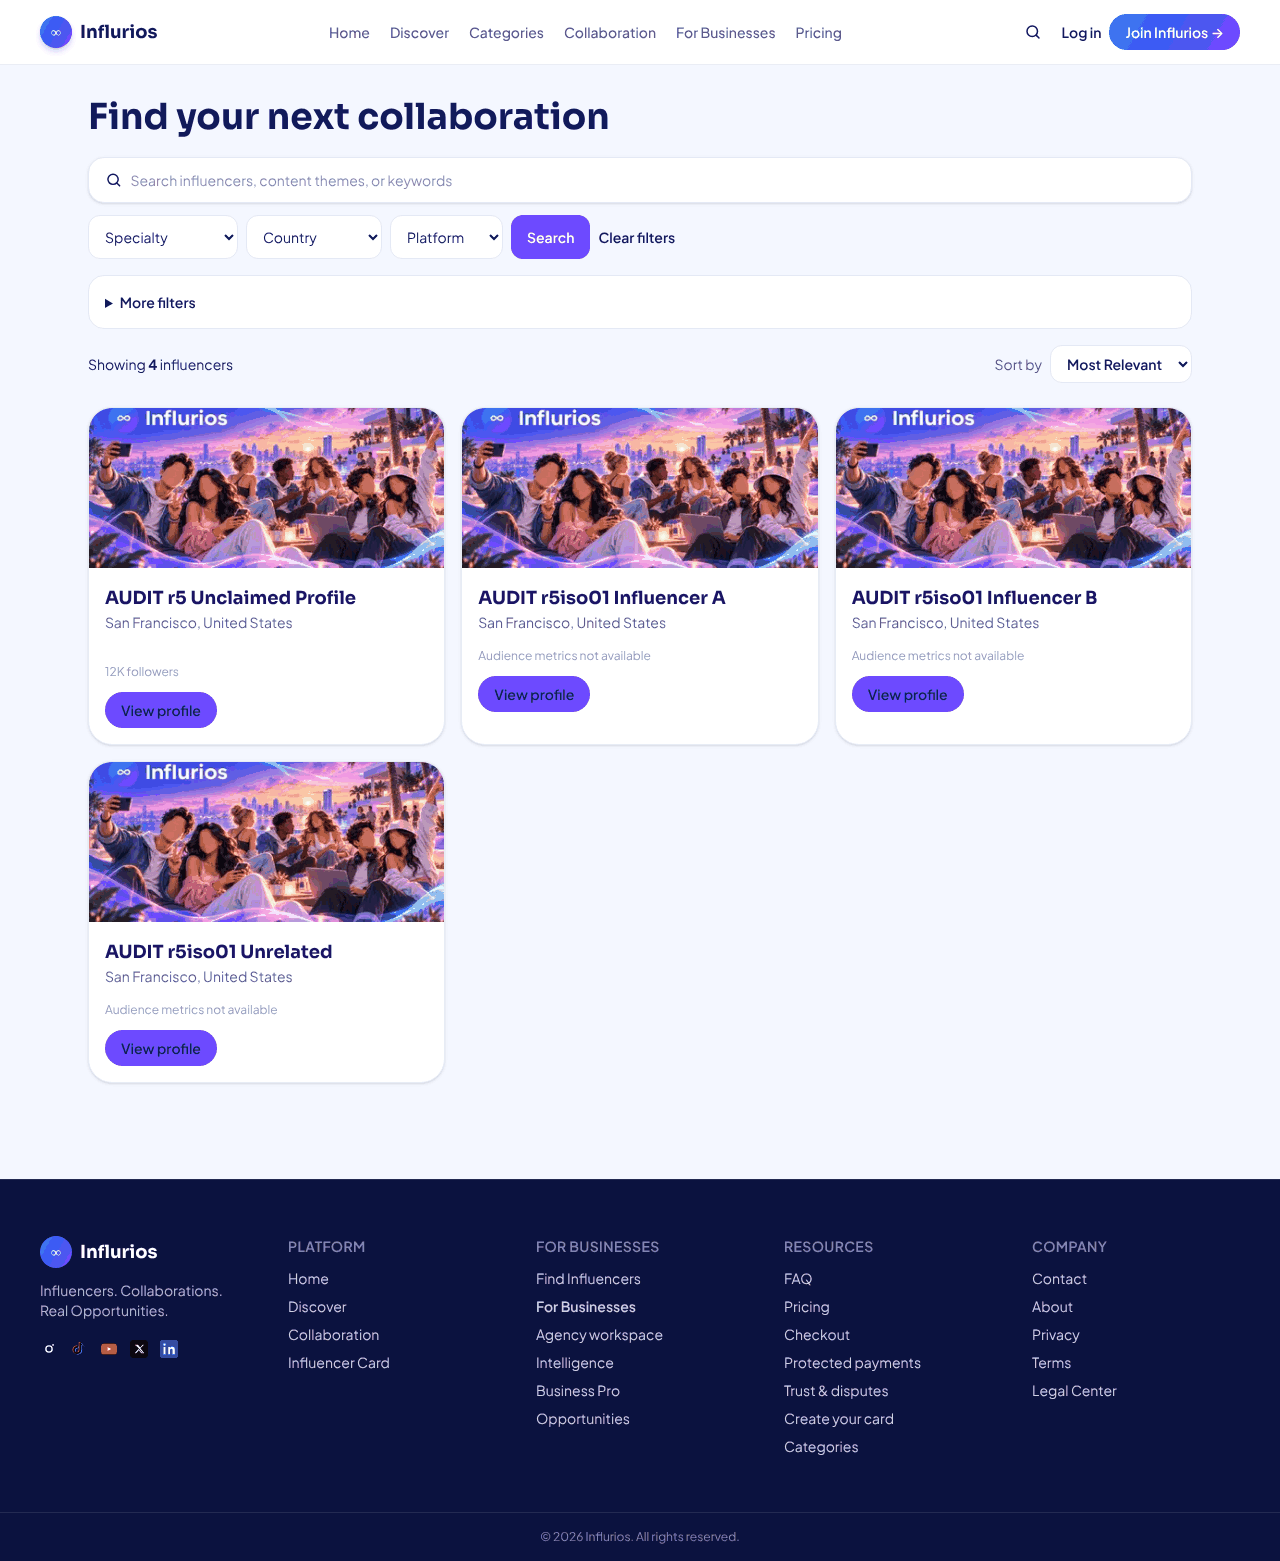 ∞ Influrios
Home Discover Categories Collaboration For Businesses Pricing
Log in
Join Influrios →
Find your next collaboration
Search influencers, content themes, or keywords
Specialty Country Platform Search Clear filters
More filters
Showing 4 influencers
Sort by Most Relevant
∞ Influrios
AUDIT r5 Unclaimed Profile
San Francisco, United States
12K followers
View profile
∞ Influrios
AUDIT r5iso01 Influencer A
San Francisco, United States
Audience metrics not available
View profile
∞ Influrios
AUDIT r5iso01 Influencer B
San Francisco, United States
Audience metrics not available
View profile
∞ Influrios
AUDIT r5iso01 Unrelated
San Francisco, United States
Audience metrics not available
View profile
∞ Influrios
Influencers. Collaborations.
Real Opportunities.
PLATFORM
Home
Discover
Collaboration
Influencer Card
FOR BUSINESSES
Find Influencers
For Businesses
Agency workspace
Intelligence
Business Pro
Opportunities
RESOURCES
FAQ
Pricing
Checkout
Protected payments
Trust & disputes
Create your card
Categories
COMPANY
Contact
About
Privacy
Terms
Legal Center
© 2026 Influrios. All rights reserved.